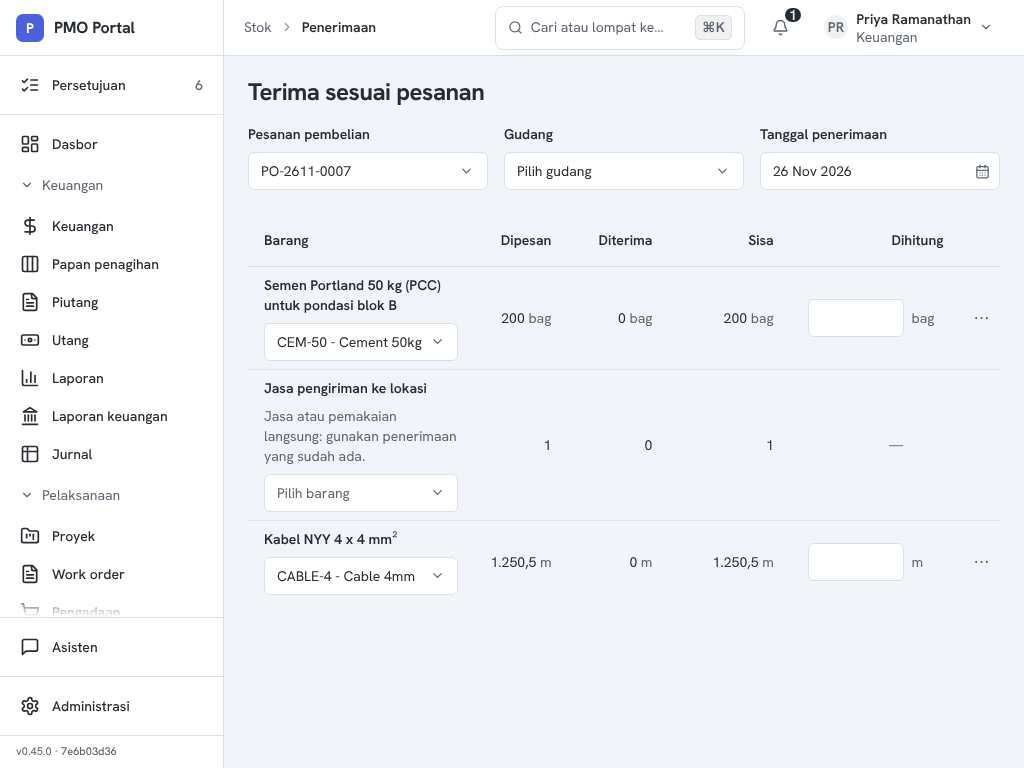 P PMO Portal
Stok > Penerimaan
Cari atau lompat ke... ⌘K
1
PR
Priya Ramanathan
Keuangan
Persetujuan 6
Dasbor
Keuangan
Keuangan
Papan penagihan
Piutang
Utang
Laporan
Laporan keuangan
Jurnal
Pelaksanaan
Proyek
Work order
Pengadaan
Asisten
Administrasi
v0.45.0 · 7e6b03d36
Terima sesuai pesanan
Pesanan pembelian Gudang Tanggal penerimaan
PO-2611-0007 Pilih gudang 26 Nov 2026
Barang Dipesan Diterima Sisa Dihitung
Semen Portland 50 kg (PCC)
untuk pondasi blok B
200 bag 0 bag 200 bag bag ...
CEM-50 - Cement 50kg
Jasa pengiriman ke lokasi
Jasa atau pemakaian
langsung: gunakan penerimaan
yang sudah ada.
1 0 1 —
Pilih barang
Kabel NYY 4 x 4 mm²
1.250,5 m 0 m 1.250,5 m m ...
CABLE-4 - Cable 4mm